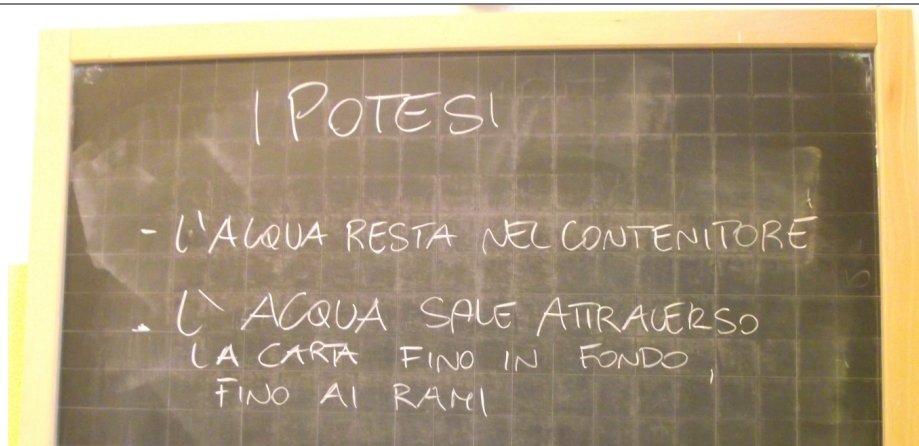 IPOTESI
- L'ACQUA RESTA NEL CONTENITORE
- L'ACQUA SALE ATTRAVERSO
LA CARTA FINO IN FONDO,
FINO AI RAMI